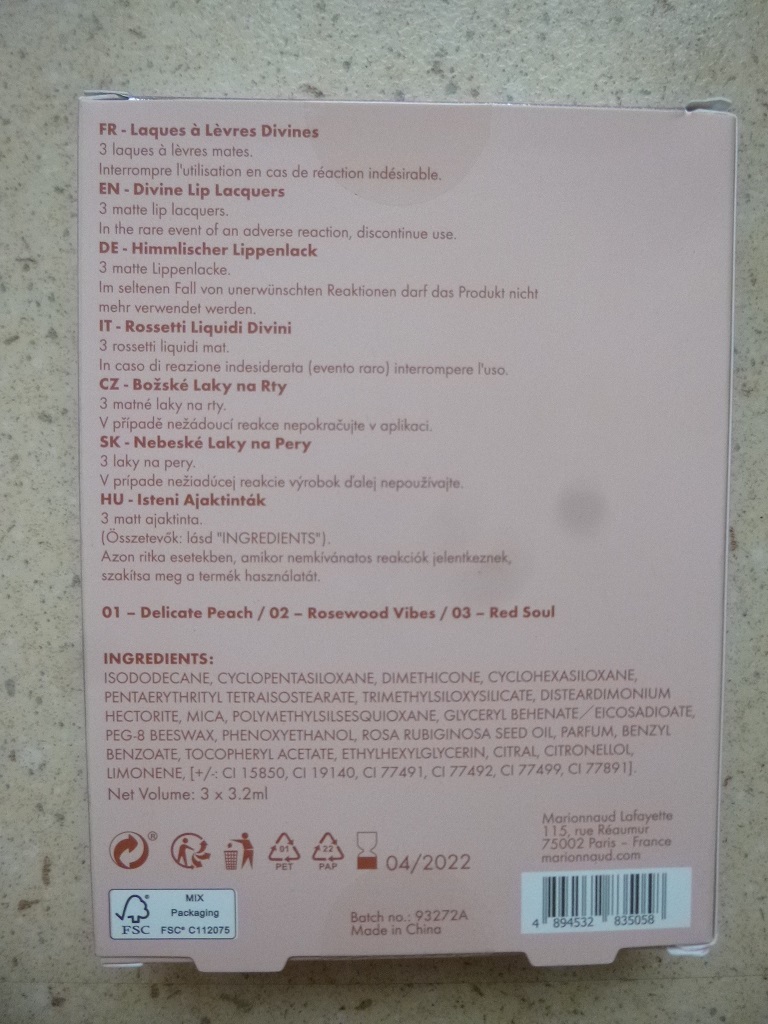 FR - Laques à Lèvres Divines
3 laques à lèvres mates.
Interrompre l'utilisation en cas de réaction indésirable.
EN - Divine Lip Lacquers
3 matte lip lacquers.
In the rare event of an adverse reaction, discontinue use.
DE - Himmlischer Lippenlack
3 matte Lippenlacke.
Im seltenen Fall von unerwünschten Reaktionen darf das Produkt nicht
mehr verwendet werden.
IT - Rossetti Liquidi Divini
3 rossetti liquidi mat.
In caso di reazione indesiderata (evento raro) interrompere l'uso.
CZ - Božské Laky na Rty
3 matné laky na rty.
V případě nežádoucí reakce nepokračujte v aplikaci.
SK - Nebeské Laky na Pery
3 laky na pery.
V prípade nežiadúcej reakcie výrobok ďalej nepoužívajte.
HU - Isteni Ajaktinták
3 matt ajaktinta.
(Összetevők: lásd "INGREDIENTS").
Azon ritka esetekben, amikor nemkívánatos reakciók jelentkeznek,
szakítsa meg a termék használatát.
01 – Delicate Peach / 02 – Rosewood Vibes / 03 – Red Soul
INGREDIENTS:
ISODODECANE, CYCLOPENTASILOXANE, DIMETHICONE, CYCLOHEXASILOXANE,
PENTAERYTHRITYL TETRAISOSTEARATE, TRIMETHYLSILOXYSILICATE, DISTEARDIMONIUM
HECTORITE, MICA, POLYMETHYLSILSESQUIOXANE, GLYCERYL BEHENATE/EICOSADIOATE,
PEG-8 BEESWAX, PHENOXYETHANOL, ROSA RUBIGINOSA SEED OIL, PARFUM, BENZYL
BENZOATE, TOCOPHERYL ACETATE, ETHYLHEXYLGLYCERIN, CITRAL, CITRONELLOL,
LIMONENE, [+/-: CI 15850, CI 19140, CI 77491, CI 77492, CI 77499, CI 77891].
Net Volume: 3 x 3.2ml
Marionnaud Lafayette
115, rue Réaumur
75002 Paris – France
marionnaud.com
®
01
PET
22
PAP
04/2022
FSC
MIX
Packaging
FSC® C112075
Batch no.: 93272A
Made in China
4 894532 835058